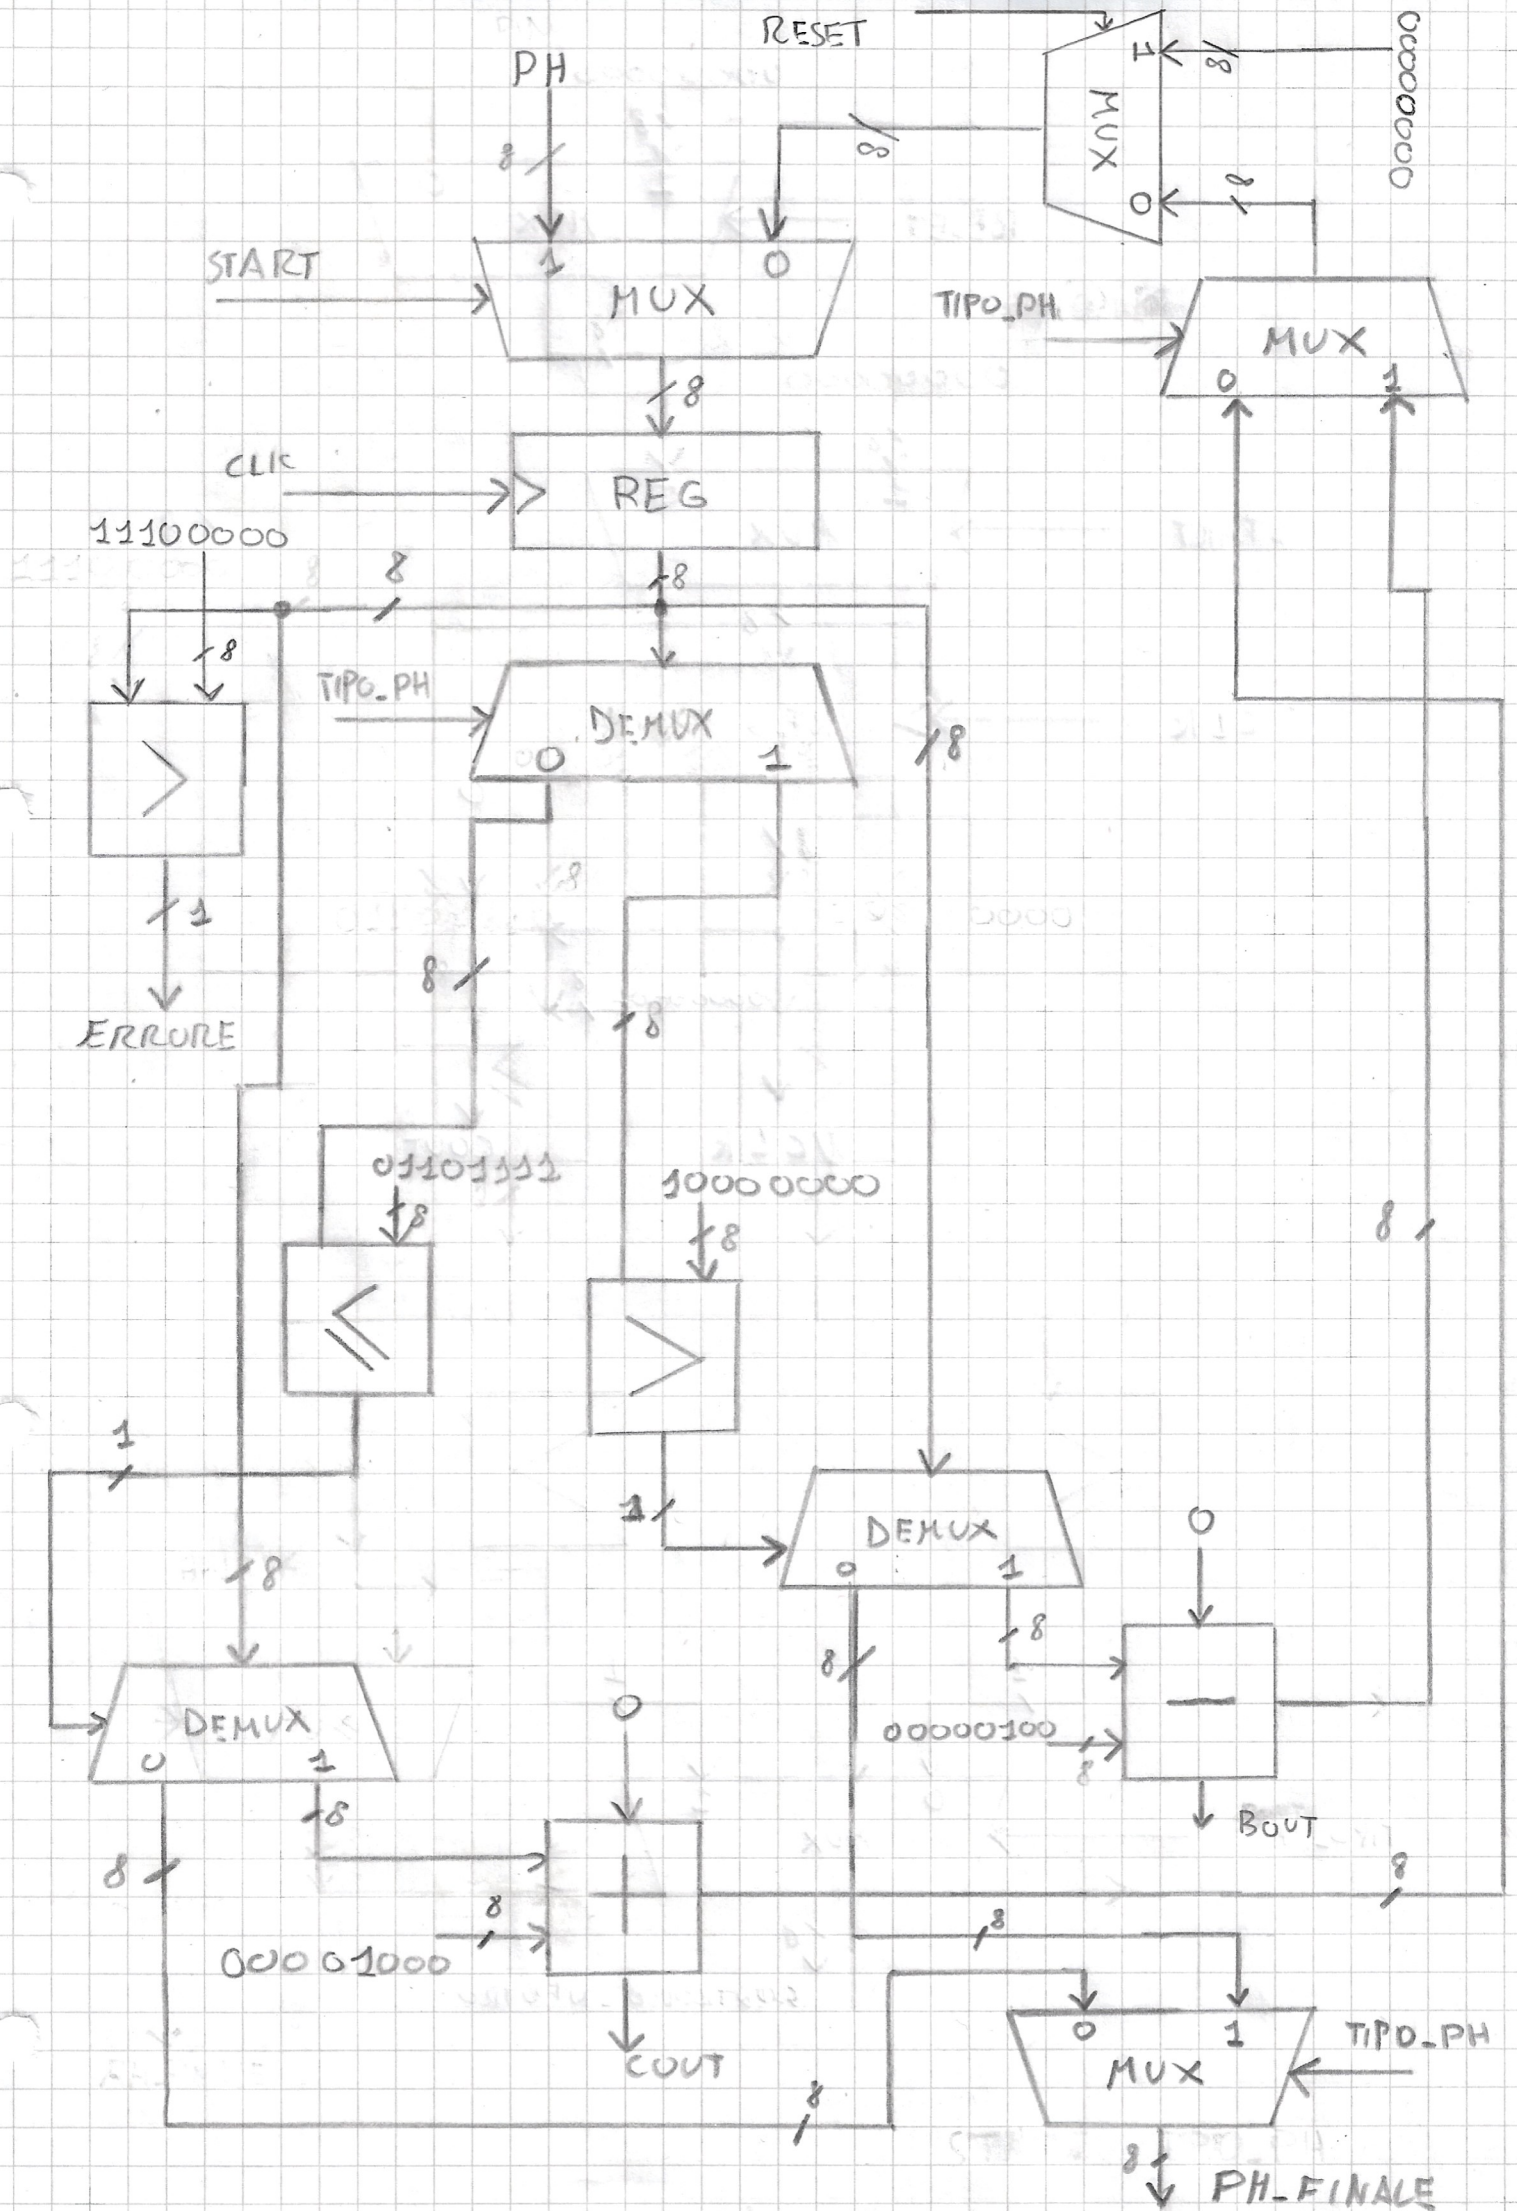 RESET
PH
8
1
8
00000000
MUX
8
0
8
START
1
0
MUX
TIPO_PH
MUX
0
1
8
CLK
REG
11100000
8
8
8
TIPO_PH
DEMUX
0
1
8
>
1
8
8
ERRORE
01101111
8
10000000
8
8
≤
>
1
1
DEMUX
0
1
0
8
8
8
DEMUX
0
1
0
00000100
8
—
BOUT
8
8
+
8
8
00001000
8
COUT
0
1
TIPO_PH
MUX
8
8
PH_FINALE